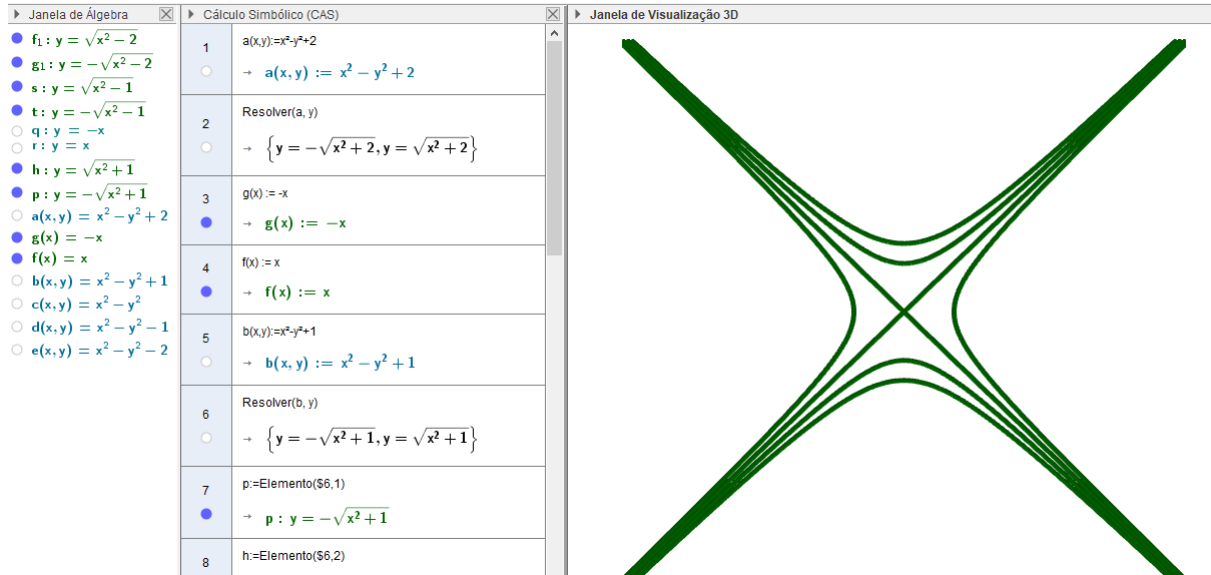 Janela de Álgebra
f₁ : y = √(x² − 2)
g₁ : y = −√(x² − 2)
s : y = √(x² − 1)
t : y = −√(x² − 1)
q : y = −x
r : y = x
h : y = √(x² + 1)
p : y = −√(x² + 1)
a(x, y) = x² − y² + 2
g(x) = −x
f(x) = x
b(x, y) = x² − y² + 1
c(x, y) = x² − y²
d(x, y) = x² − y² − 1
e(x, y) = x² − y² − 2
Cálculo Simbólico (CAS)
1
a(x,y):=x²-y²+2
→ a(x, y) := x² − y² + 2
2
Resolver(a, y)
→ {y = −√(x² + 2), y = √(x² + 2)}
3
g(x) := -x
→ g(x) := −x
4
f(x) := x
→ f(x) := x
5
b(x,y):=x²-y²+1
→ b(x, y) := x² − y² + 1
6
Resolver(b, y)
→ {y = −√(x² + 1), y = √(x² + 1)}
7
p:=Elemento($6,1)
→ p : y = −√(x² + 1)
8
h:=Elemento($6,2)
Janela de Visualização 3D